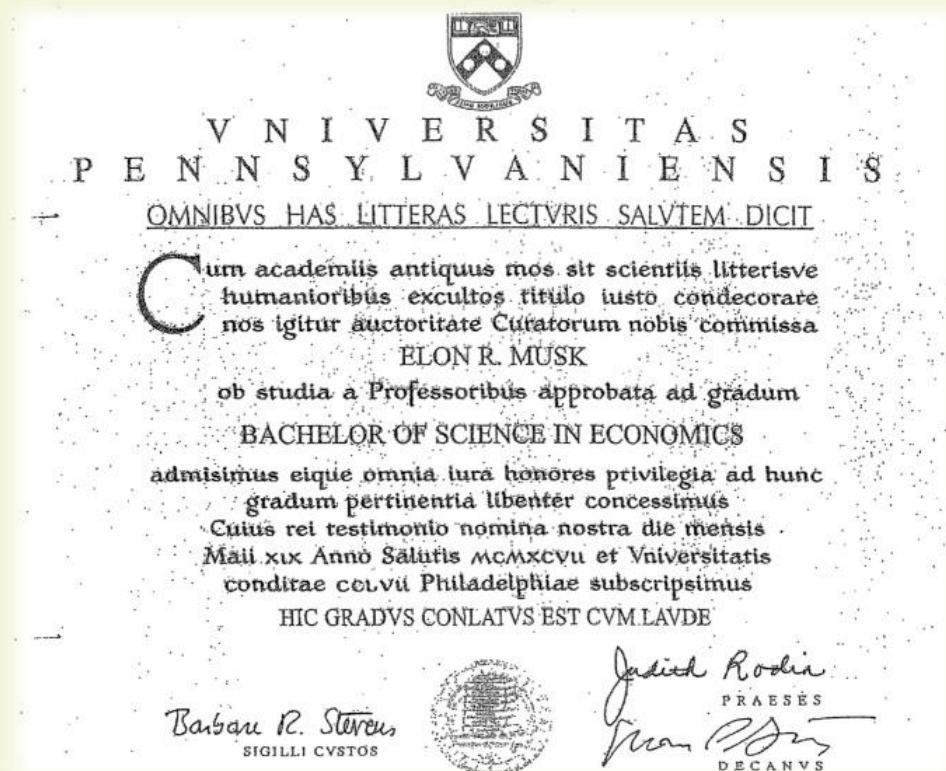 VNIVERSITAS
PENNSYLVANIENSIS
OMNIBVS HAS LITTERAS LECTVRIS SALVTEM DICIT
Cum academiis antiquus mos sit scientiis litterisve
humanioribus excultos titulo iusto condecorare
nos igitur auctoritate Curatorum nobis commissa
ELON R. MUSK
ob studia a Professoribus approbata ad gradum
BACHELOR OF SCIENCE IN ECONOMICS
admisimus eique omnia iura honores privilegia ad hunc
gradum pertinentia libenter concessimus
Cuius rei testimonio nomina nostra die mensis
Maii xix Anno Salutis MCMXCVII et Vniversitatis
conditae CCLVII Philadelphiae subscripsimus
HIC GRADVS CONLATVS EST CVM LAVDE
Judith Rodin
PRAESES
Barbara R. Stevens
SIGILLI CVSTOS
DECANVS